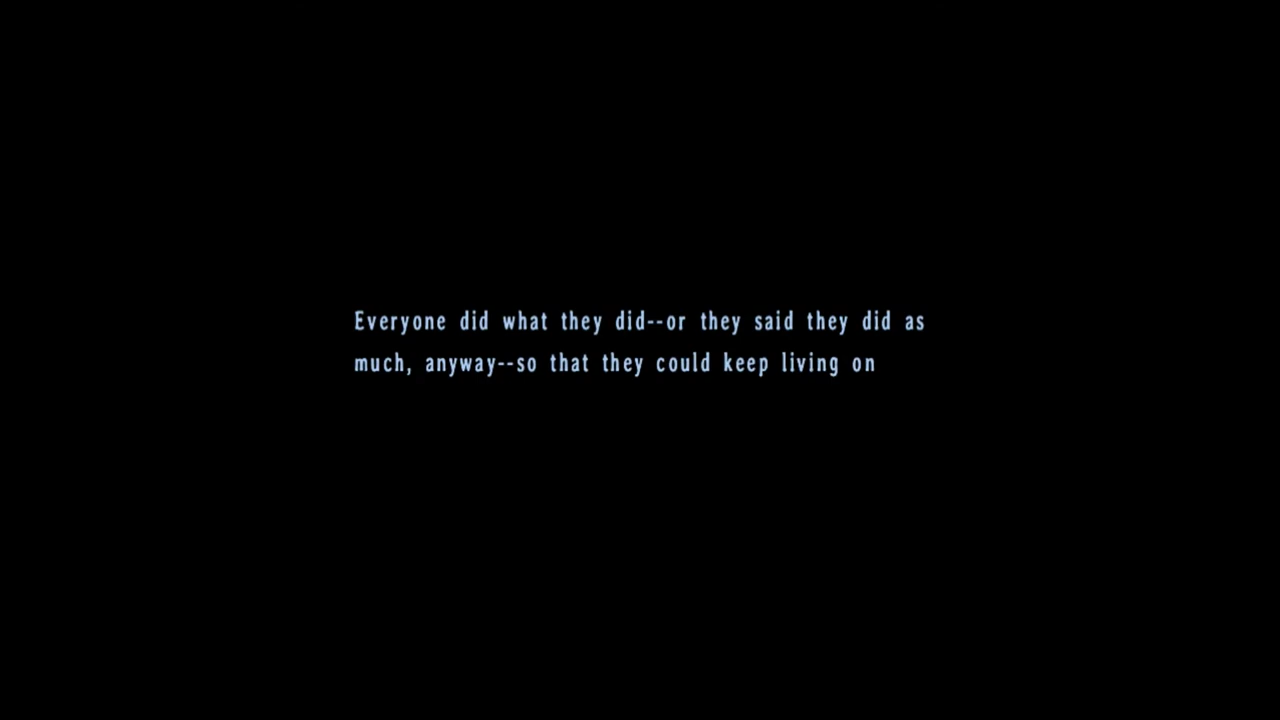 Everyone did what they did--or they said they did as
much, anyway--so that they could keep living on